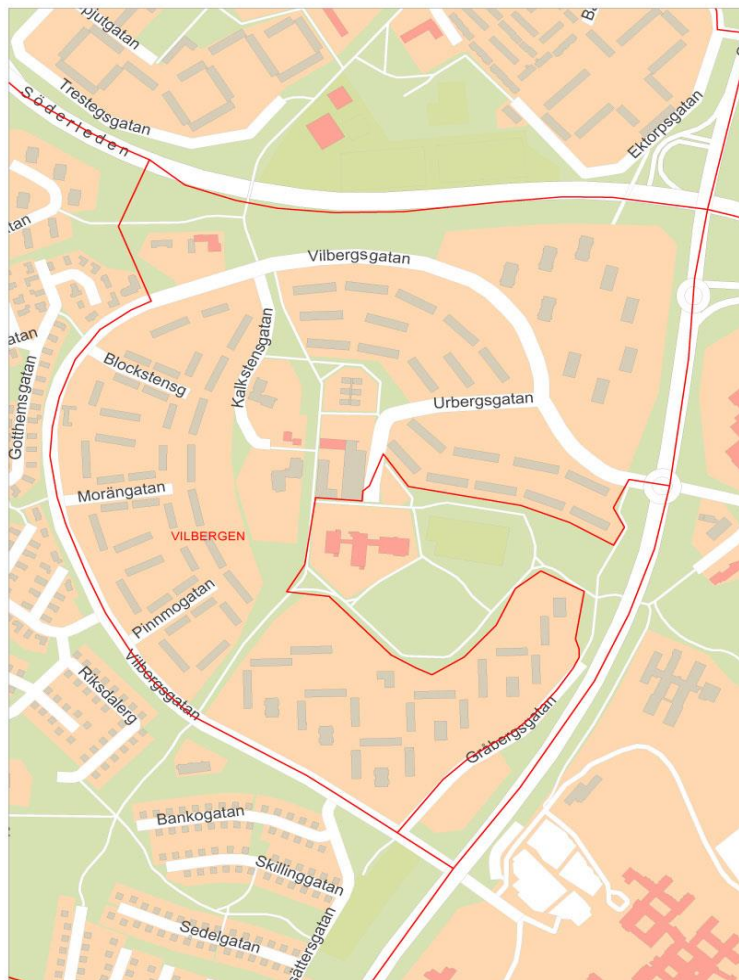 Trestegsgatan
Söderleden
Ektorpsgatan
Vilbergsgatan
Kalkstensgatan
Blockstensg
Gotthemsgatan
Urbergsgatan
Morängatan
VILBERGEN
Pinnmogatan
Vilbergsgatan
Riksdalerg
Gråbergsgatan
Bankogatan
Skillinggatan
Sedelgatan